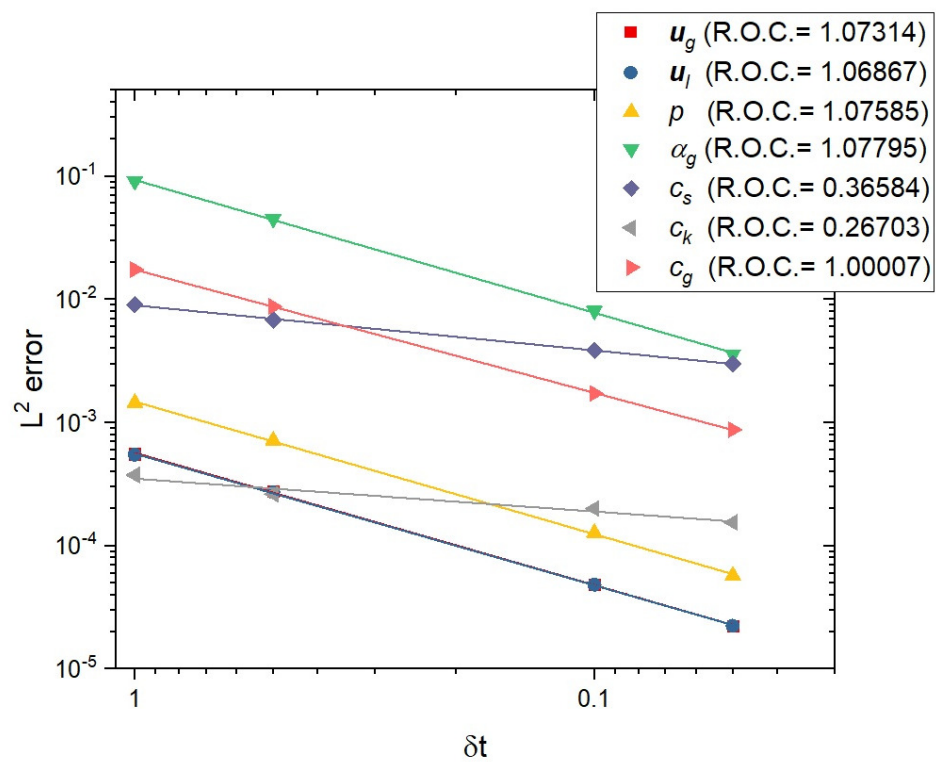 u_g (R.O.C.= 1.07314)
u_l (R.O.C.= 1.06867)
p (R.O.C.= 1.07585)
α_g (R.O.C.= 1.07795)
c_s (R.O.C.= 0.36584)
c_k (R.O.C.= 0.26703)
c_g (R.O.C.= 1.00007)
10^-1
10^-2
10^-3
10^-4
10^-5
L^2 error
1 0.1
δt